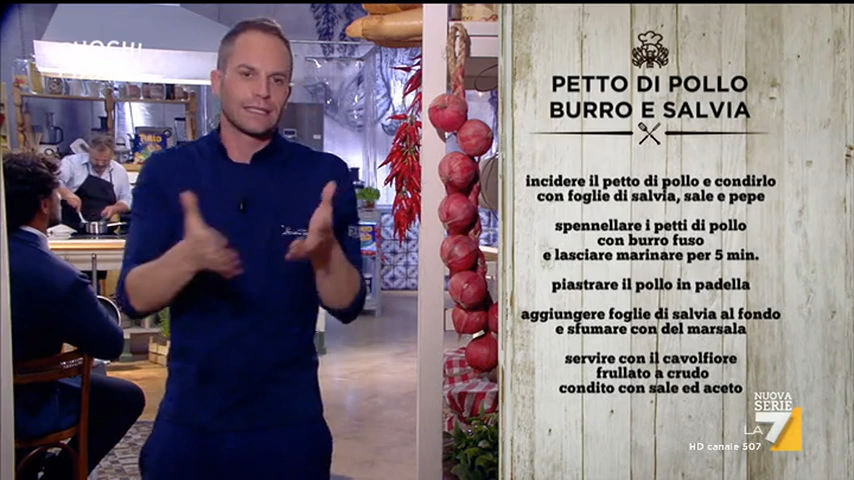 CUOCHI
PETTO DI POLLO
BURRO E SALVIA
incidere il petto di pollo e condirlo
con foglie di salvia, sale e pepe
spennellare i petti di pollo
con burro fuso
e lasciare marinare per 5 min.
piastrare il pollo in padella
aggiungere foglie di salvia al fondo
e sfumare con del marsala
servire con il cavolfiore
frullato a crudo
condito con sale ed aceto
NUOVA
SERIE
LA 7
HD canale 507